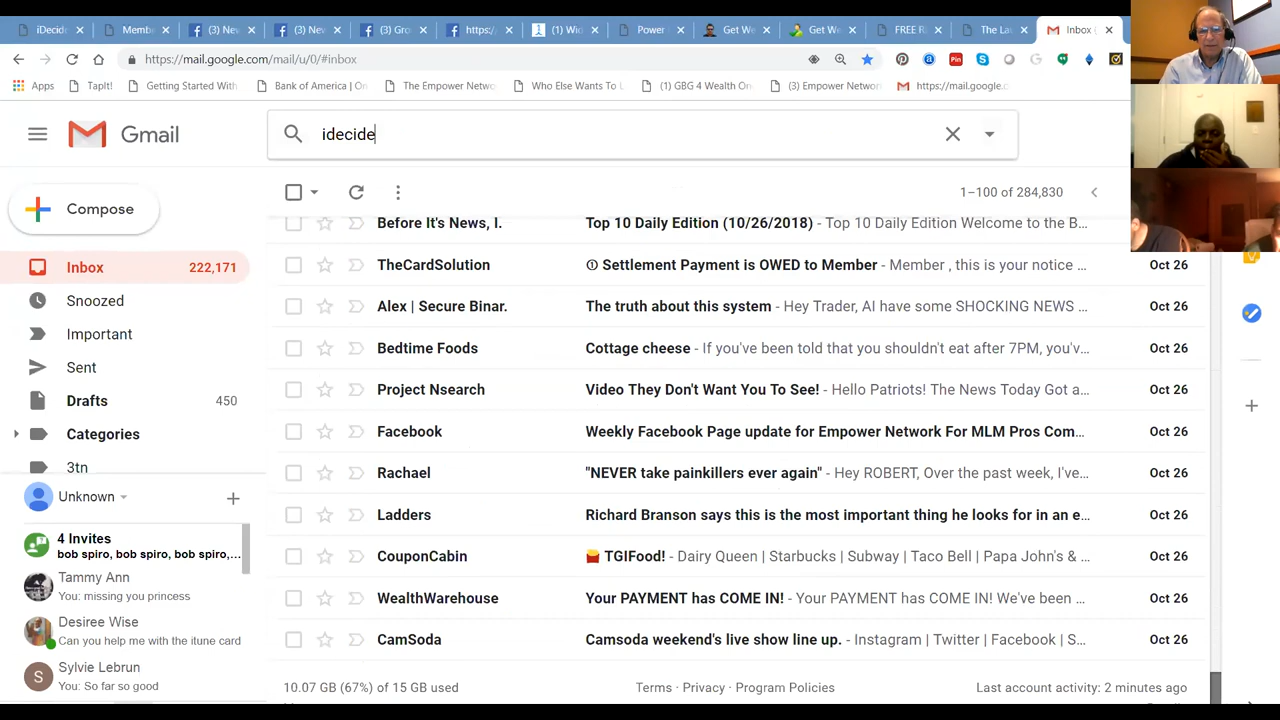 iDecide
Memb
(3) New
(3) New
(3) Gro
https:/
(1) Wic
Power
Get We
Get We
FREE R
The Lau
Inbox (
https://mail.google.com/mail/u/0/#inbox
Apps
TapIt!
Getting Started With
Bank of America | On
The Empower Netwo
Who Else Wants To L
(1) GBG 4 Wealth On
(3) Empower Networ
https://mail.google.c
Gmail
idecide
1–100 of 284,830
Compose
Inbox 222,171
Snoozed
Important
Sent
Drafts 450
Categories
3tn
Unknown
4 Invites
bob spiro, bob spiro, bob spiro,...
Tammy Ann
You: missing you princess
Desiree Wise
Can you help me with the itune card
Sylvie Lebrun
You: So far so good
S
Before It's News, I. Top 10 Daily Edition (10/26/2018) - Top 10 Daily Edition Welcome to the B...
TheCardSolution Settlement Payment is OWED to Member - Member , this is your notice ... Oct 26
Alex | Secure Binar. The truth about this system - Hey Trader, AI have some SHOCKING NEWS ... Oct 26
Bedtime Foods Cottage cheese - If you've been told that you shouldn't eat after 7PM, you'v... Oct 26
Project Nsearch Video They Don't Want You To See! - Hello Patriots! The News Today Got a... Oct 26
Facebook Weekly Facebook Page update for Empower Network For MLM Pros Com... Oct 26
Rachael "NEVER take painkillers ever again" - Hey ROBERT, Over the past week, I've... Oct 26
Ladders Richard Branson says this is the most important thing he looks for in an e... Oct 26
CouponCabin TGIFood! - Dairy Queen | Starbucks | Subway | Taco Bell | Papa John's & ... Oct 26
WealthWarehouse Your PAYMENT has COME IN! - Your PAYMENT has COME IN! We've been ... Oct 26
CamSoda Camsoda weekend's live show line up. - Instagram | Twitter | Facebook | S... Oct 26
10.07 GB (67%) of 15 GB used
Terms · Privacy · Program Policies
Last account activity: 2 minutes ago